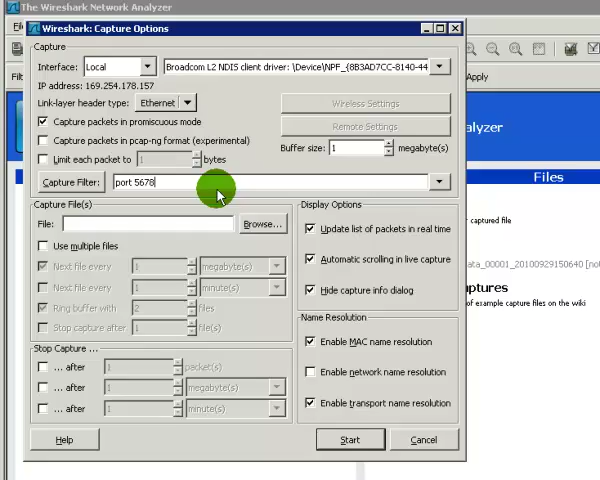 The Wireshark Network Analyzer
Wireshark: Capture Options
Capture
Interface: Local Broadcom L2 NDIS client driver: \Device\NPF_{8B3AD7CC-8140-44
IP address: 169.254.178.157
Link-layer header type: Ethernet
Wireless Settings
Capture packets in promiscuous mode
Remote Settings
Capture packets in pcap-ng format (experimental)
Buffer size: 1 megabyte(s)
Limit each packet to 1 bytes
Capture Filter: port 5678
Capture File(s)
File: Browse...
Use multiple files
Next file every 1 megabyte(s)
Next file every 1 minute(s)
Ring buffer with 2 files
Stop capture after 1 file(s)
Stop Capture ...
... after 1 packet(s)
... after 1 megabyte(s)
... after 1 minute(s)
Display Options
Update list of packets in real time
Automatic scrolling in live capture
Hide capture info dialog
Name Resolution
Enable MAC name resolution
Enable network name resolution
Enable transport name resolution
Help Start Cancel
Apply
alyzer
Files
r captured file
ata_00001_20100929150640 [not
aptures
of example capture files on the wiki